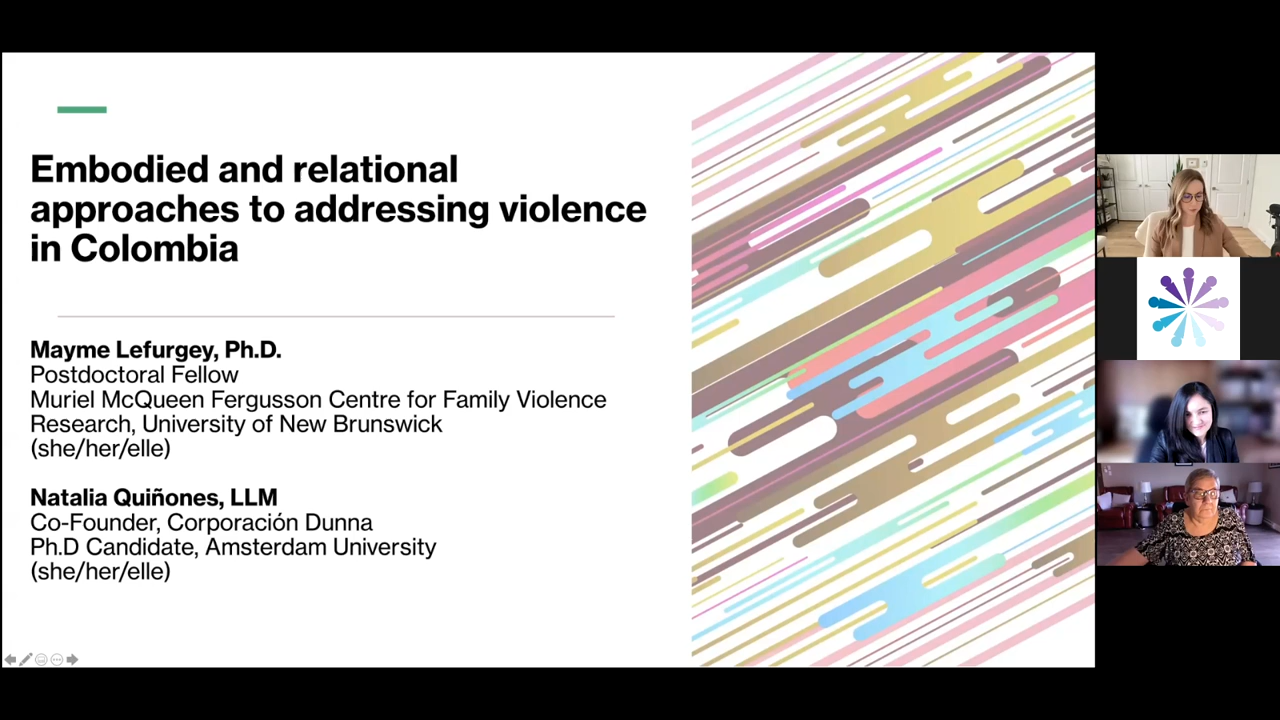 Embodied and relational
approaches to addressing violence
in Colombia
Mayme Lefurgey, Ph.D.
Postdoctoral Fellow
Muriel McQueen Fergusson Centre for Family Violence
Research, University of New Brunswick
(she/her/elle)
Natalia Quiñones, LLM
Co-Founder, Corporación Dunna
Ph.D Candidate, Amsterdam University
(she/her/elle)